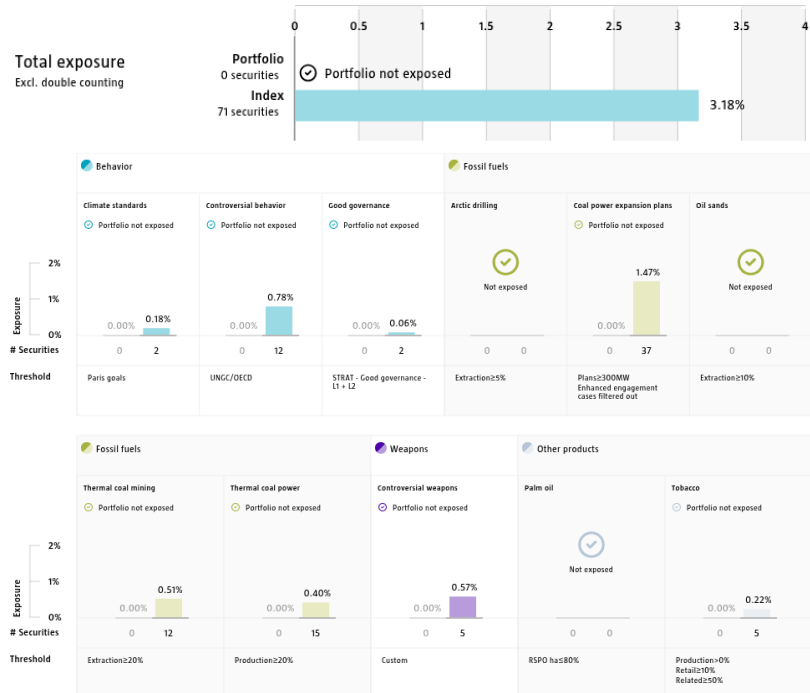 0 0.5 1 1.5 2 2.5 3 3.5 4
Total exposure
Excl. double counting
Portfolio
0 securities
Portfolio not exposed
Index
71 securities
3.18%
Behavior
Fossil fuels
Climate standards
Controversial behavior
Good governance
Arctic drilling
Coal power expansion plans
Oil sands
Portfolio not exposed
Portfolio not exposed
Portfolio not exposed
Not exposed
Portfolio not exposed
Not exposed
Exposure
2%
1%
0%
0.00% 0.18%
0.00% 0.78%
0.00% 0.06%
0.00% 1.47%
# Securities
0 2
0 12
0 2
0 0
0 37
0 0
Threshold
Paris goals
UNGC/OECD
STRAT - Good governance -
L1 + L2
Extraction≥5%
Plans≥300MW
Enhanced engagement
cases filtered out
Extraction≥10%
Fossil fuels
Weapons
Other products
Thermal coal mining
Thermal coal power
Controversial weapons
Palm oil
Tobacco
Portfolio not exposed
Portfolio not exposed
Portfolio not exposed
Not exposed
Portfolio not exposed
Exposure
2%
1%
0%
0.00% 0.51%
0.00% 0.40%
0.00% 0.57%
0.00% 0.22%
# Securities
0 12
0 15
0 5
0 0
0 5
Threshold
Extraction≥20%
Production≥20%
Custom
RSPO ha≤80%
Production>0%
Retail≥10%
Related≥50%